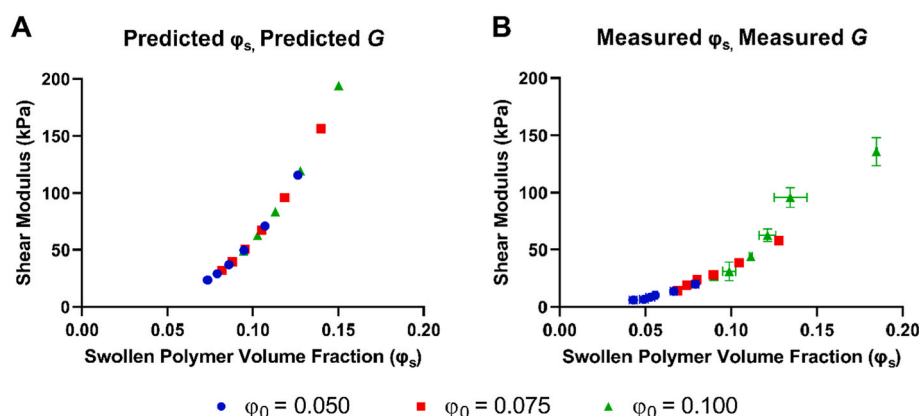 A
Predicted φs, Predicted G
Shear Modulus (kPa)
200
150
100
50
0
0.00 0.05 0.10 0.15 0.20
Swollen Polymer Volume Fraction (φs)
B
Measured φs, Measured G
Shear Modulus (kPa)
200
150
100
50
0
0.00 0.05 0.10 0.15 0.20
Swollen Polymer Volume Fraction (φs)
φ0 = 0.050 φ0 = 0.075 φ0 = 0.100